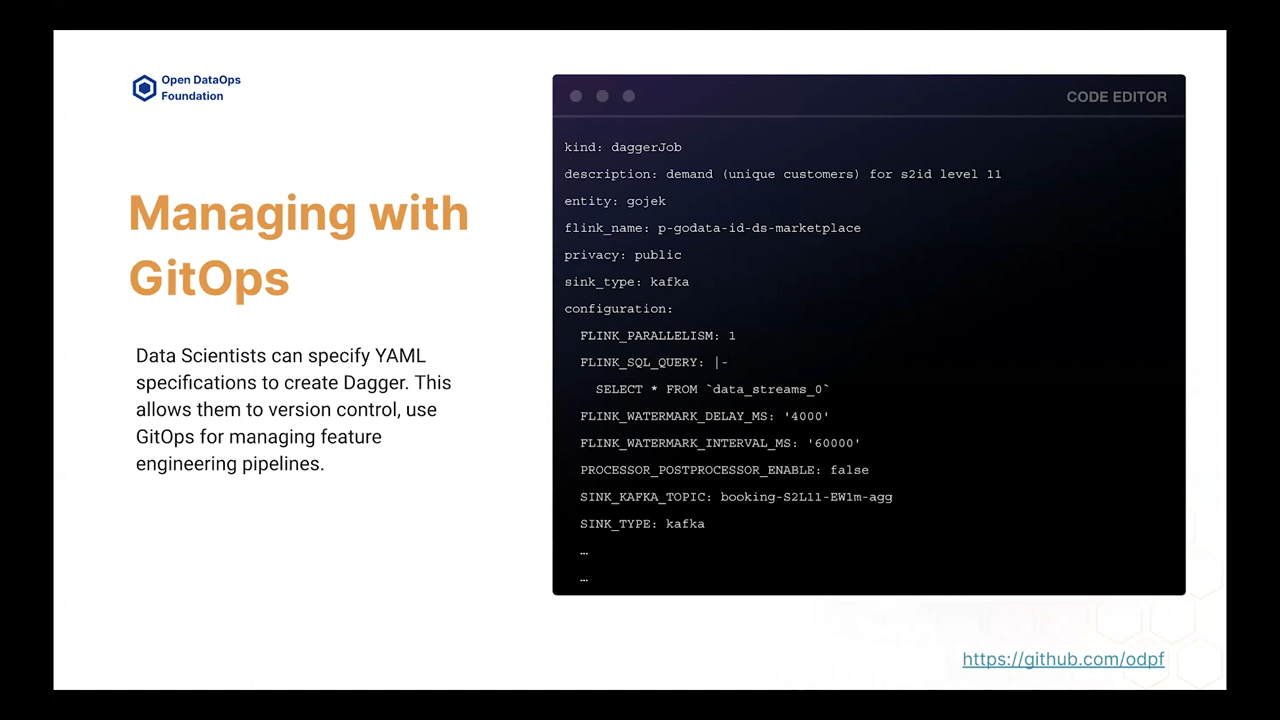 Open DataOps
Foundation
Managing with
GitOps
Data Scientists can specify YAML
specifications to create Dagger. This
allows them to version control, use
GitOps for managing feature
engineering pipelines.
CODE EDITOR
kind: daggerJob
description: demand (unique customers) for s2id level 11
entity: gojek
flink_name: p-godata-id-ds-marketplace
privacy: public
sink_type: kafka
configuration:
FLINK_PARALLELISM: 1
FLINK_SQL_QUERY: |-
SELECT * FROM `data_streams_0`
FLINK_WATERMARK_DELAY_MS: '4000'
FLINK_WATERMARK_INTERVAL_MS: '60000'
PROCESSOR_POSTPROCESSOR_ENABLE: false
SINK_KAFKA_TOPIC: booking-S2L11-EW1m-agg
SINK_TYPE: kafka
…
…
https://github.com/odpf